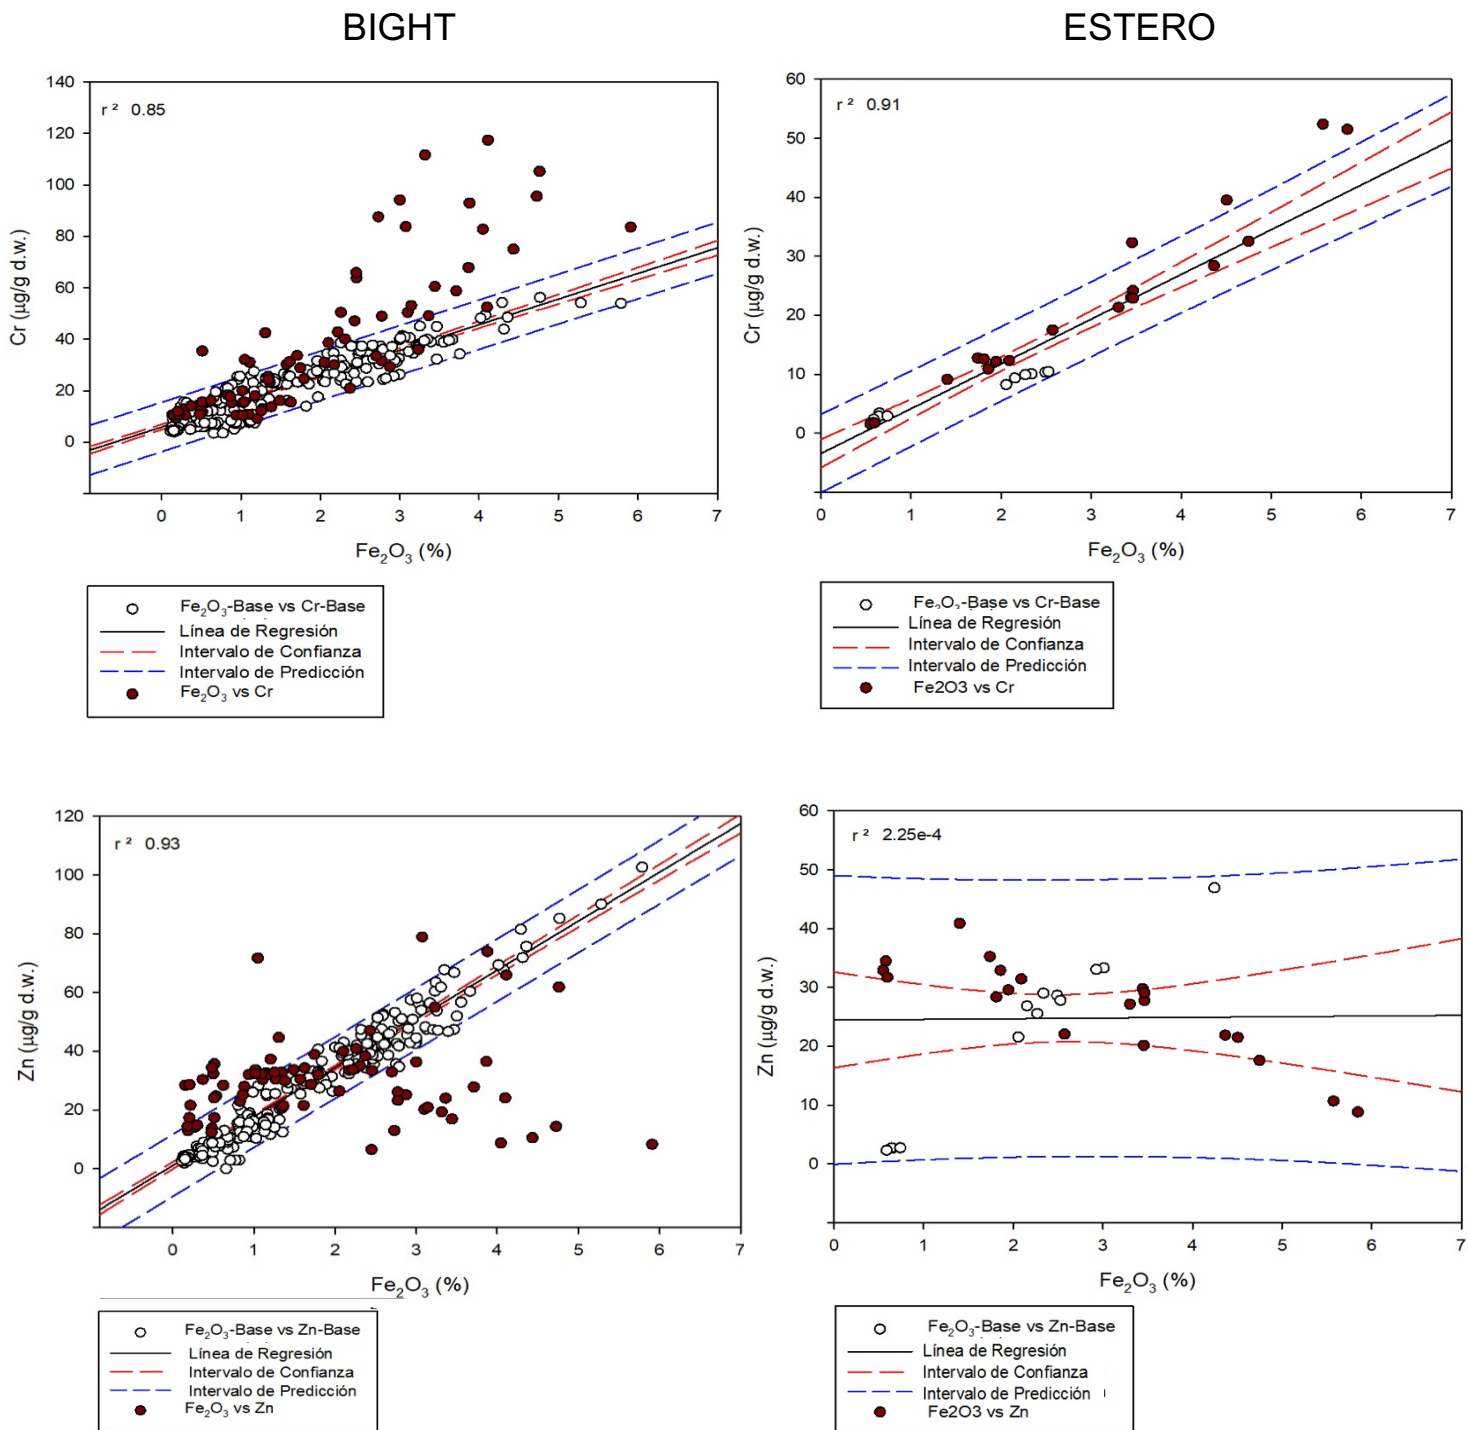 BIGHT
ESTERO
r ² 0.85
140
120
100
80
60
40
20
0
Cr (µg/g d.w.)
0 1 2 3 4 5 6 7
Fe₂O₃ (%)
Fe₂O₃-Base vs Cr-Base
Línea de Regresión
Intervalo de Confianza
Intervalo de Predicción
Fe₂O₃ vs Cr
r ² 0.91
60
50
40
30
20
10
0
Cr (µg/g d.w.)
0 1 2 3 4 5 6 7
Fe₂O₃ (%)
Fe₂O₃-Base vs Cr-Base
Línea de Regresión
Intervalo de Confianza
Intervalo de Predicción
Fe2O3 vs Cr
r ² 0.93
120
100
80
60
40
20
0
Zn (µg/g d.w.)
0 1 2 3 4 5 6 7
Fe₂O₃ (%)
Fe₂O₃-Base vs Zn-Base
Línea de Regresión
Intervalo de Confianza
Intervalo de Predicción
Fe₂O₃ vs Zn
r ² 2.25e-4
60
50
40
30
20
10
0
Zn (µg/g d.w.)
0 1 2 3 4 5 6 7
Fe₂O₃ (%)
Fe₂O₃-Base vs Zn-Base
Línea de Regresión
Intervalo de Confianza
Intervalo de Predicción
Fe2O3 vs Zn